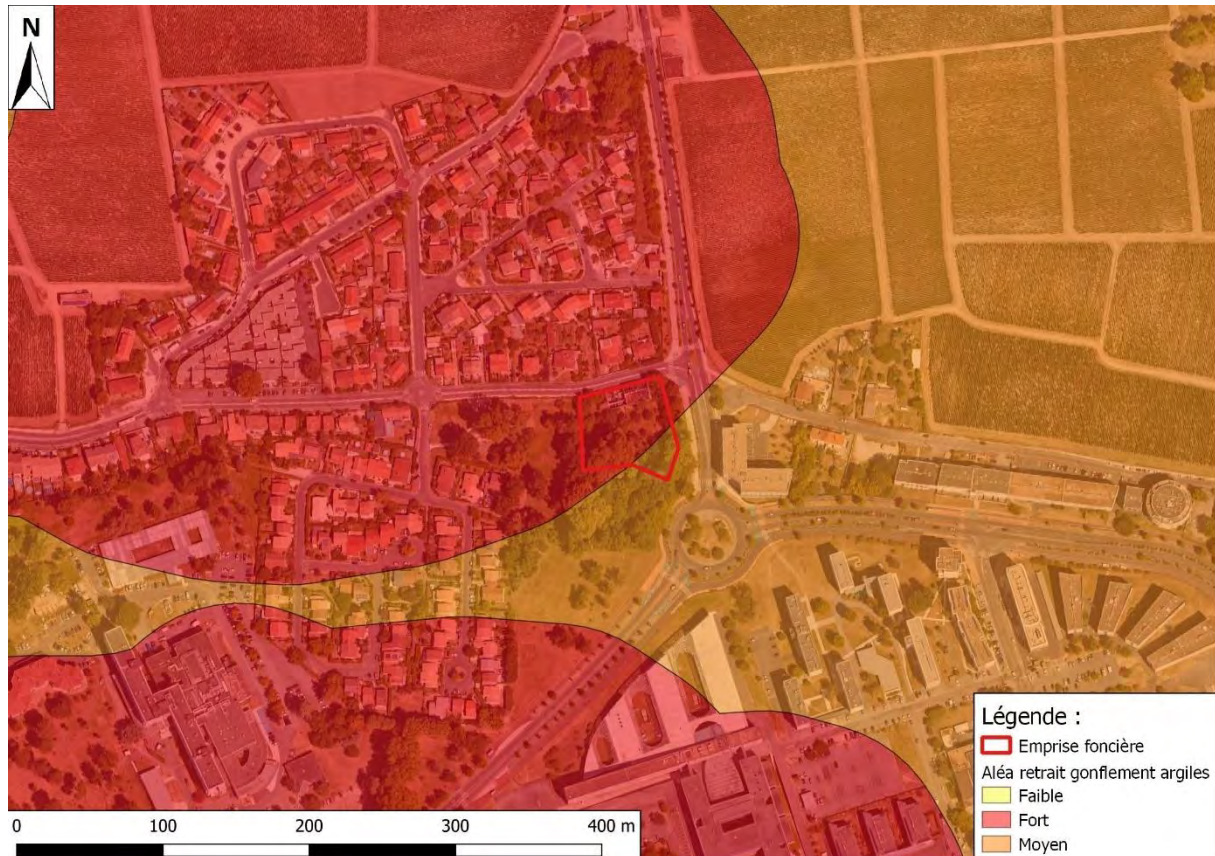 N
Légende :
Emprise foncière
Aléa retrait gonflement argiles
Faible
Fort
Moyen
0 100 200 300 400 m